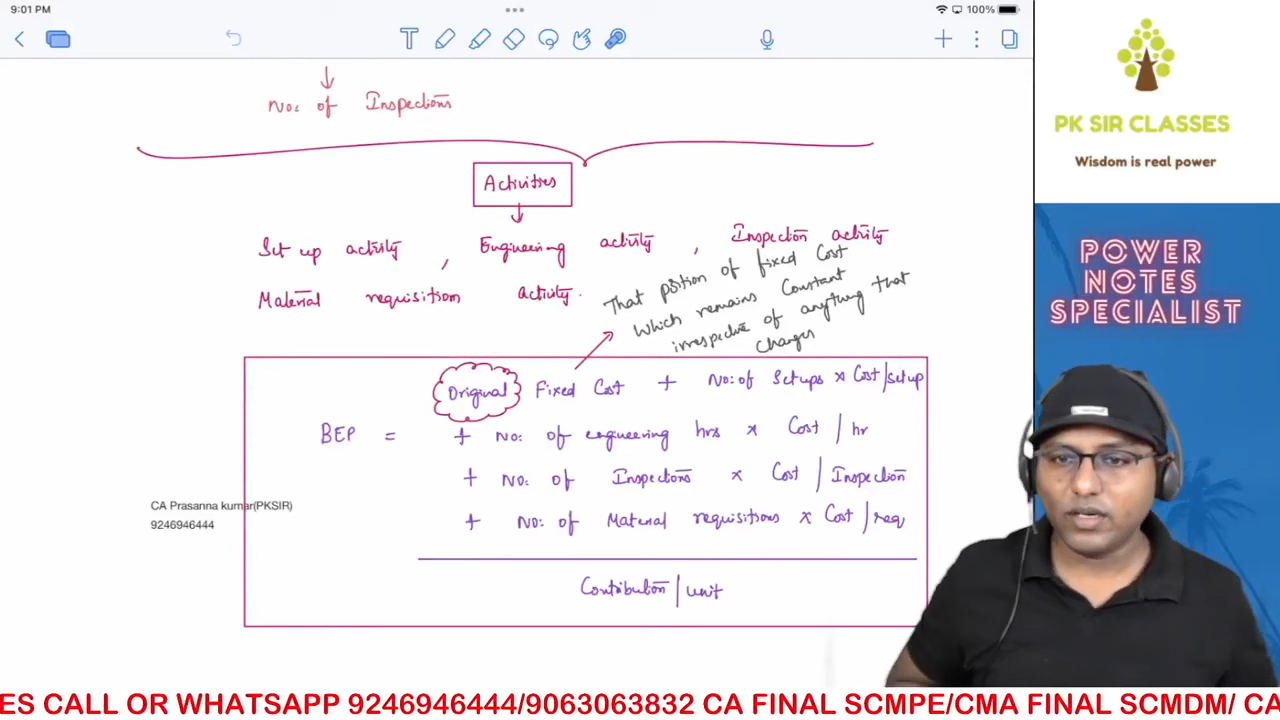 9:01 PM
100%
No: of Inspections
Activities
Set up activity , Engineering activity , Inspection activity
Material requisition activity.
That portion of fixed Cost
which remains Constant
irrespective of anything that
changes
Original Fixed Cost + No: of Setups x Cost/setup
BEP = + No: of engineering hrs x Cost / hr
+ No: of Inspections x Cost / Inspection
+ No: of Material requisitions x Cost / req
Contribution / unit
CA Prasanna kumar(PKSIR)
9246946444
PK SIR CLASSES
Wisdom is real power
POWER
NOTES
SPECIALIST
ES CALL OR WHATSAPP 9246946444/9063063832 CA FINAL SCMPE/CMA FINAL SCMDM/ CA